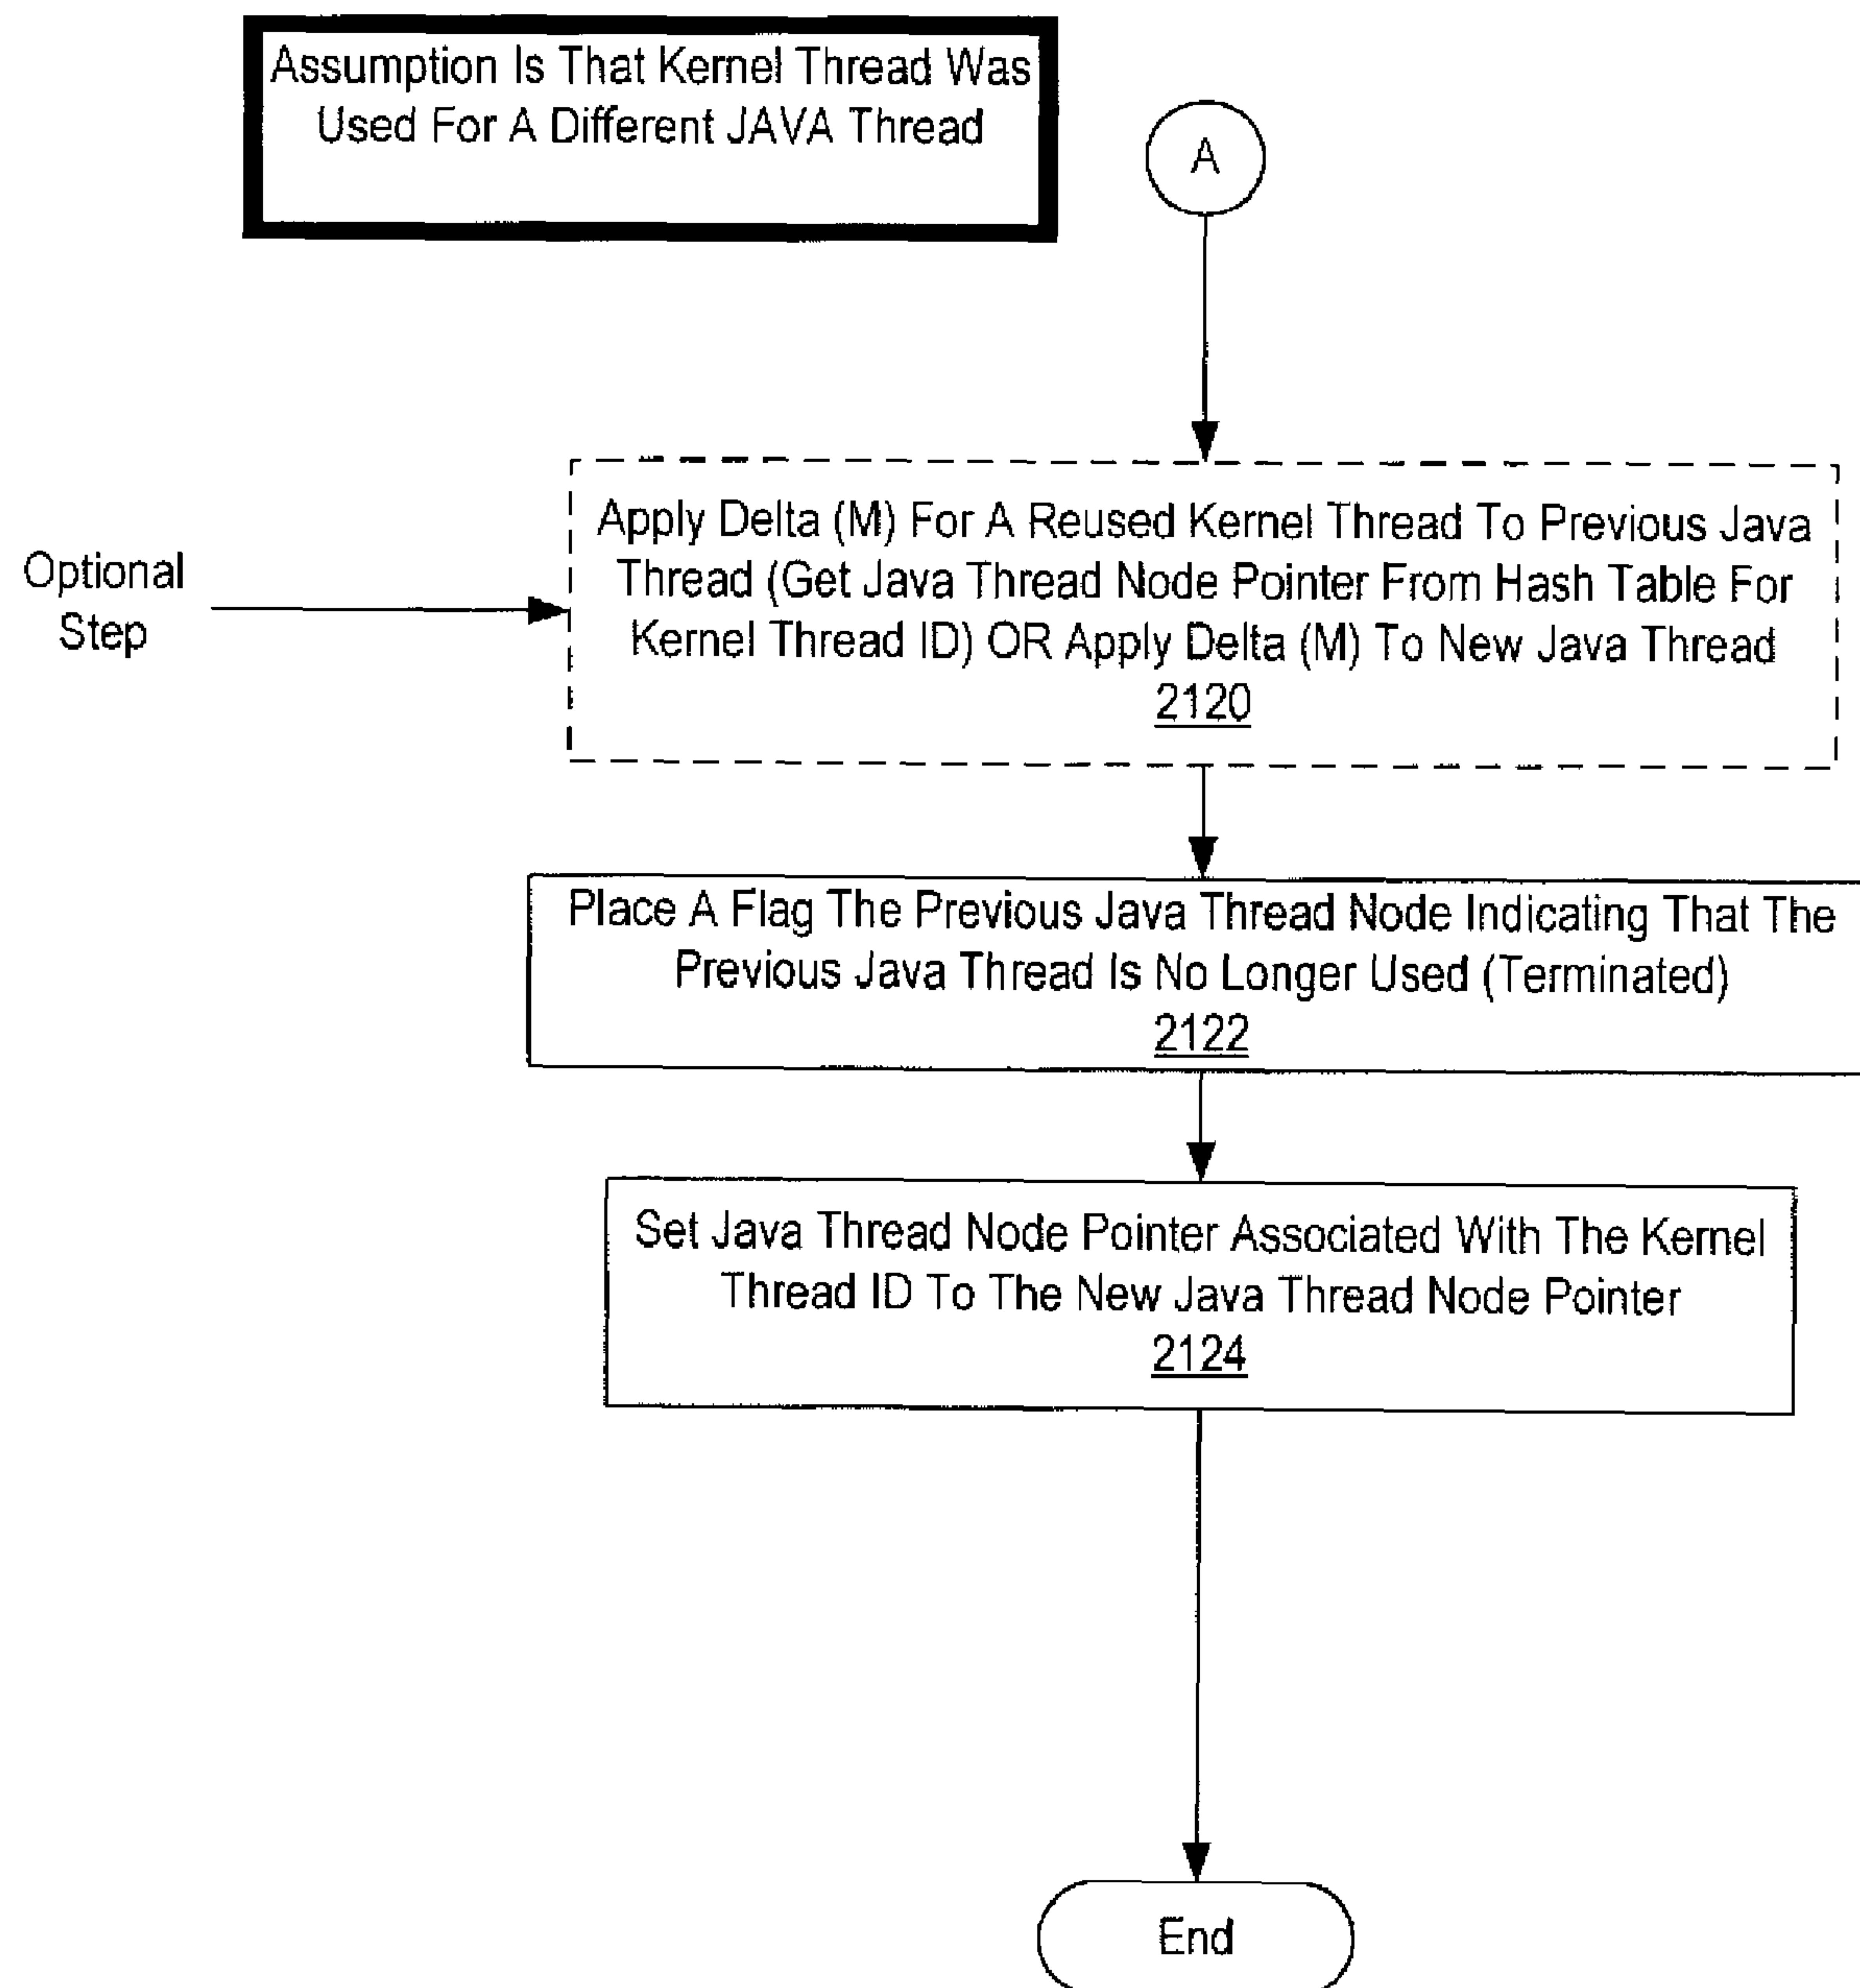 Assumption Is That Kernel Thread Was
Used For A Different JAVA Thread
A
Optional
Step
Apply Delta (M) For A Reused Kernel Thread To Previous Java
Thread (Get Java Thread Node Pointer From Hash Table For
Kernel Thread ID) OR Apply Delta (M) To New Java Thread
2120
Place A Flag The Previous Java Thread Node Indicating That The
Previous Java Thread Is No Longer Used (Terminated)
2122
Set Java Thread Node Pointer Associated With The Kernel
Thread ID To The New Java Thread Node Pointer
2124
End